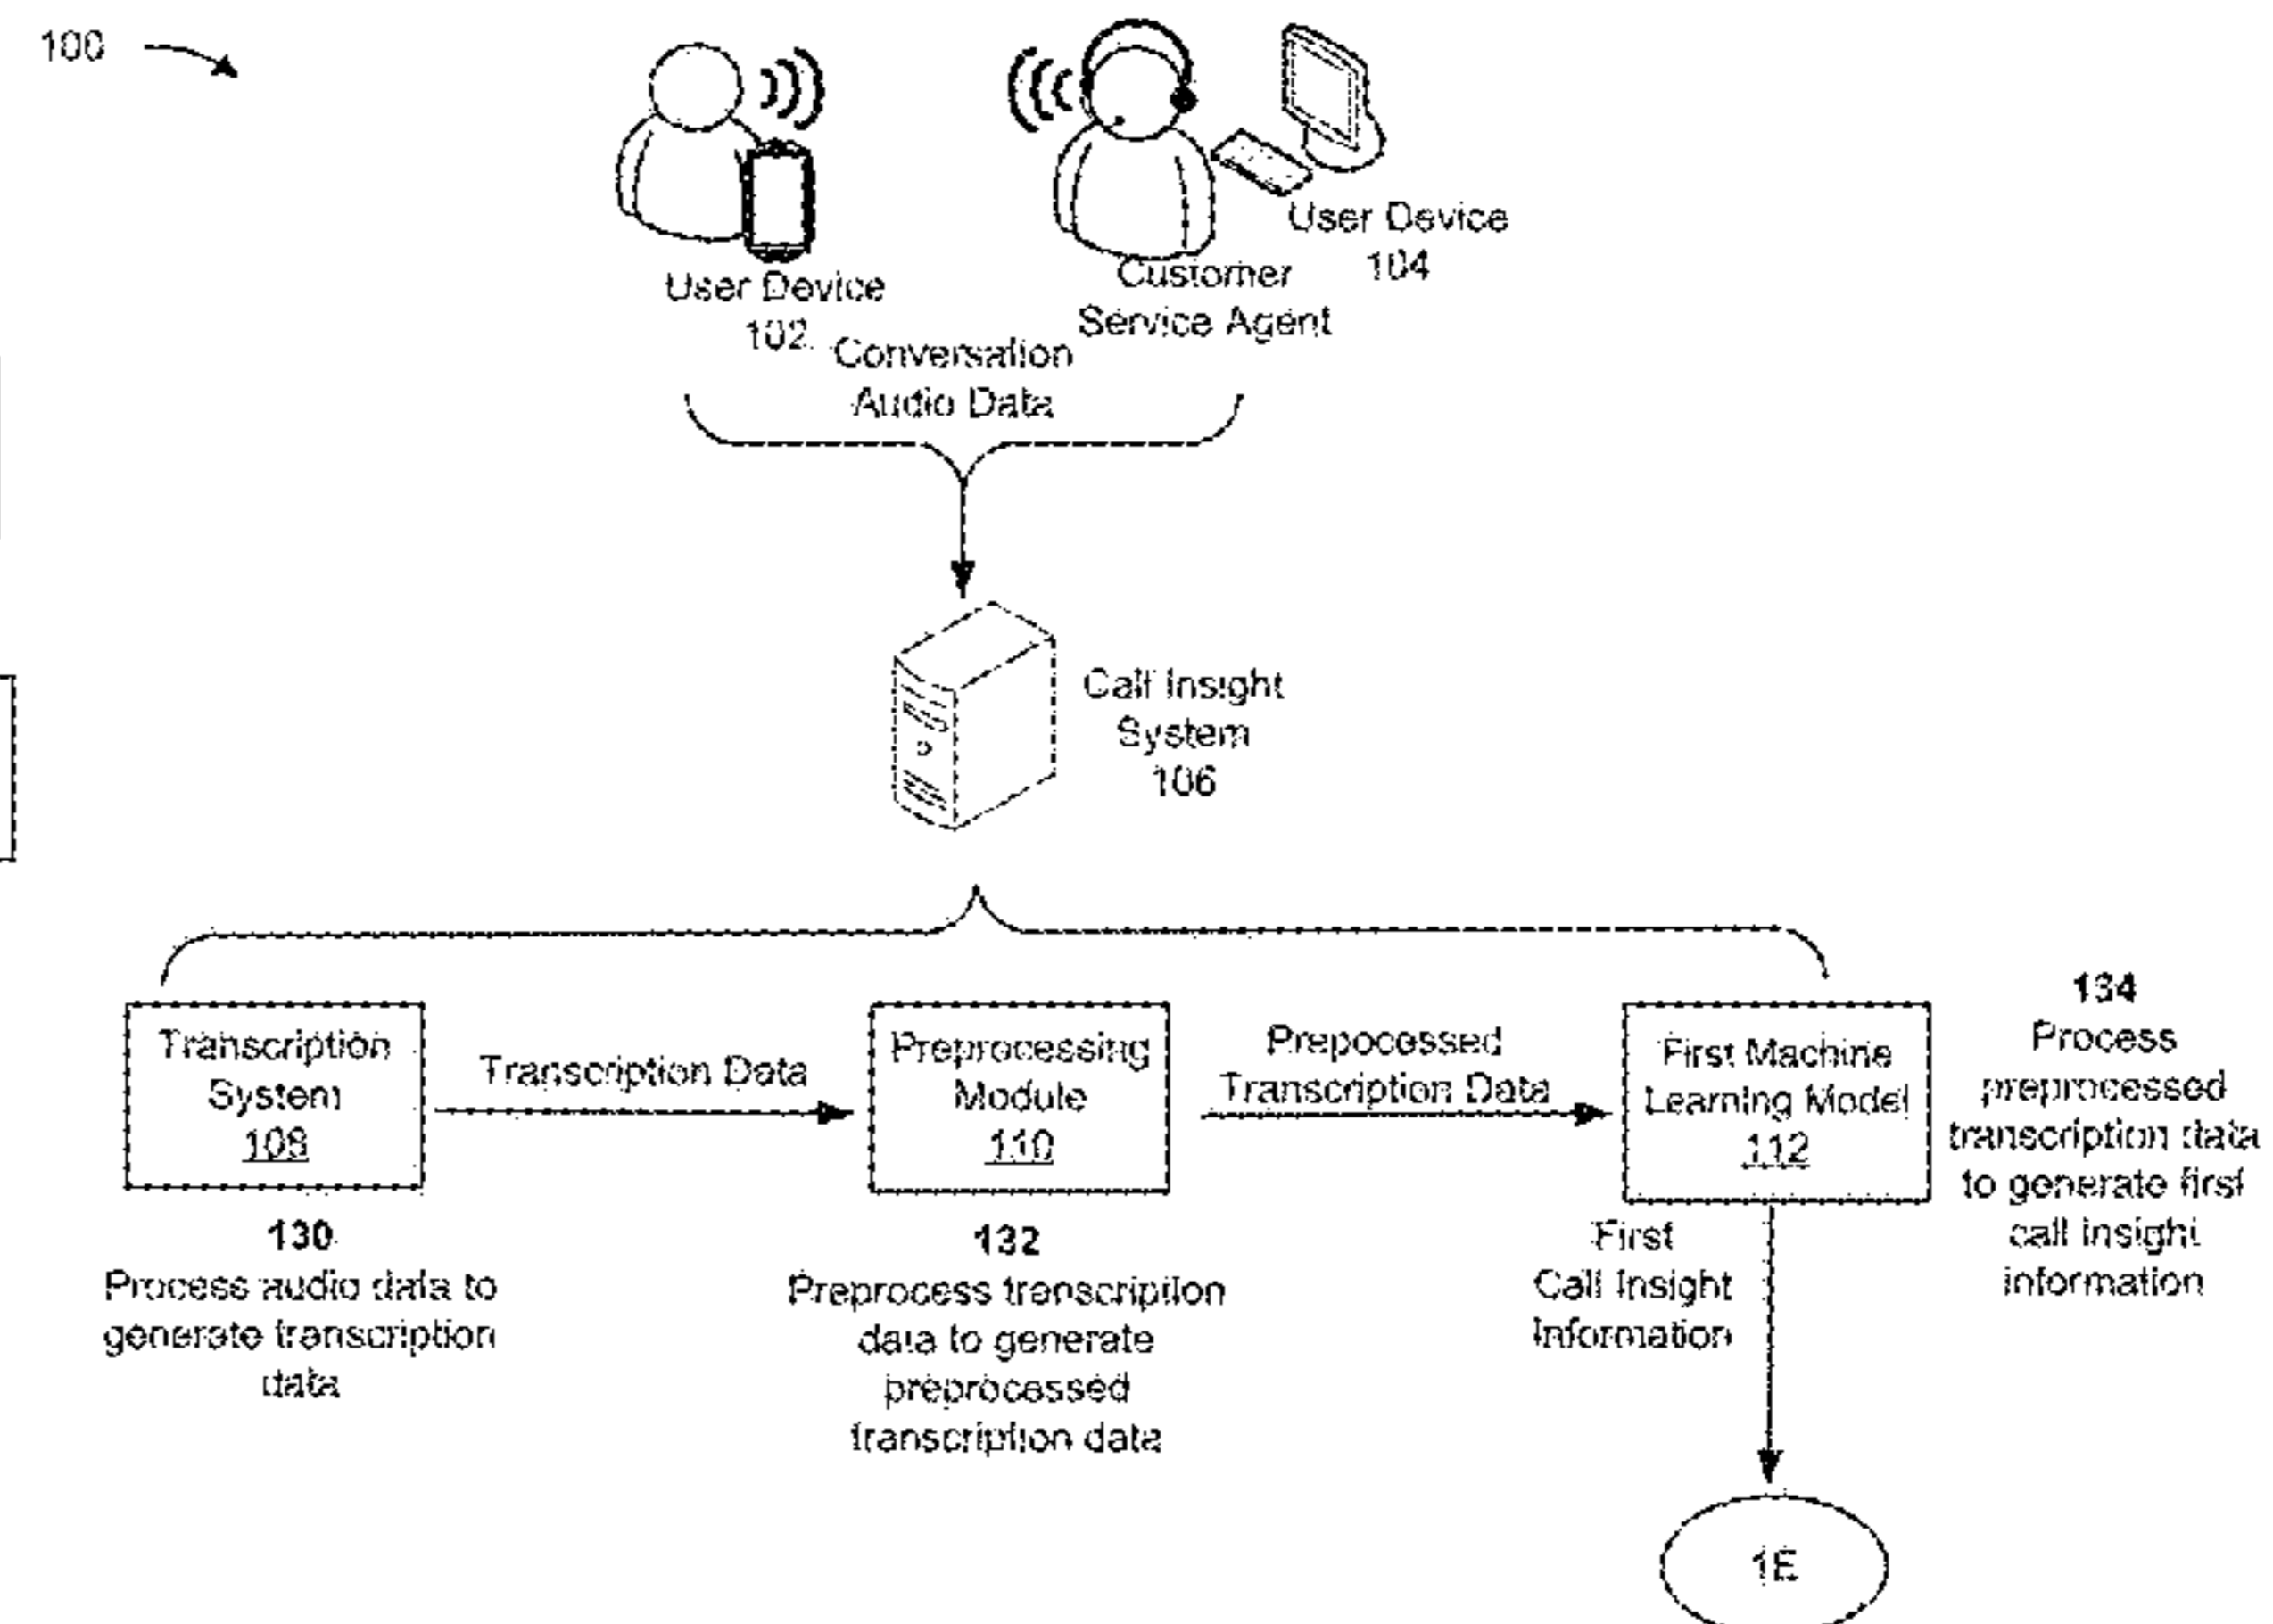 100
User Device
102
User Device
104
Customer
Service Agent
Conversation
Audio Data
Call Insight
System
106
Transcription
System
108
Transcription Data
Preprocessing
Module
110
Prepocessed
Transcription Data
First Machine
Learning Model
112
134
Process
preprocessed
transcription data
to generate first
call insight
information
130
Process audio data to
generate transcription
data
132
Preprocess transcription
data to generate
preprocessed
transcription data
First
Call Insight
Information
1E